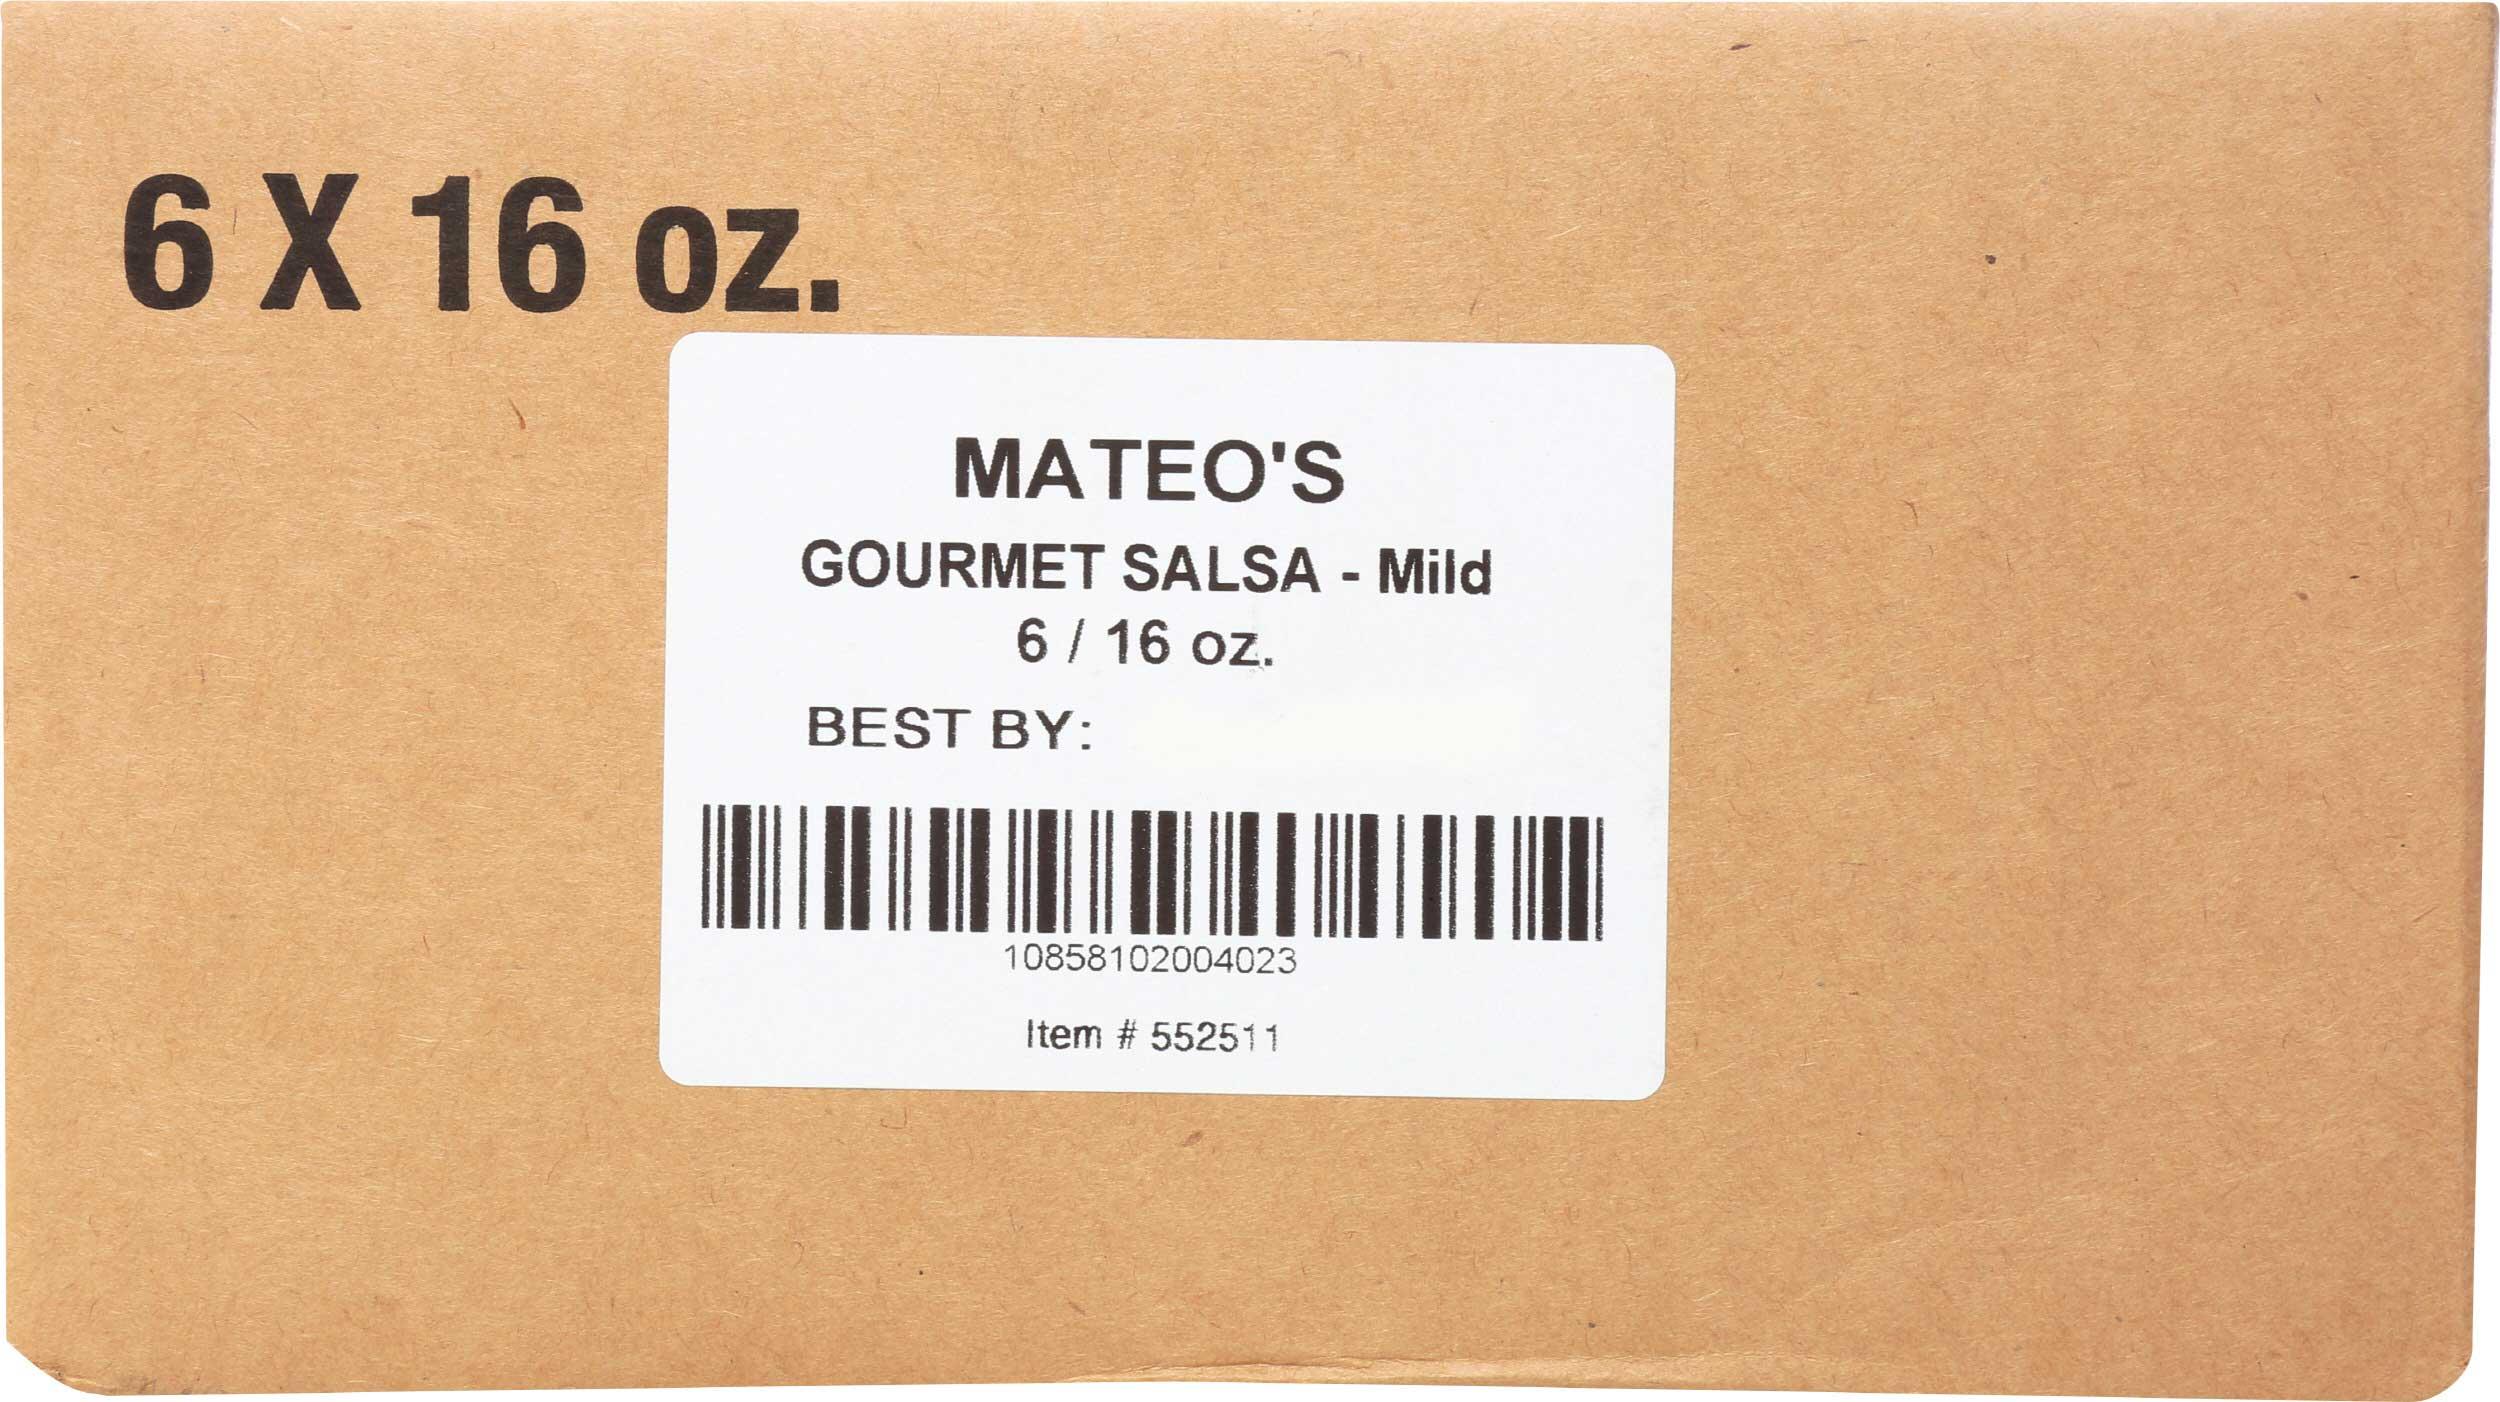 6 X 16 oz.
MATEO'S
GOURMET SALSA - Mild
6 / 16 oz.
BEST BY:
10858102004023
Item # 552511